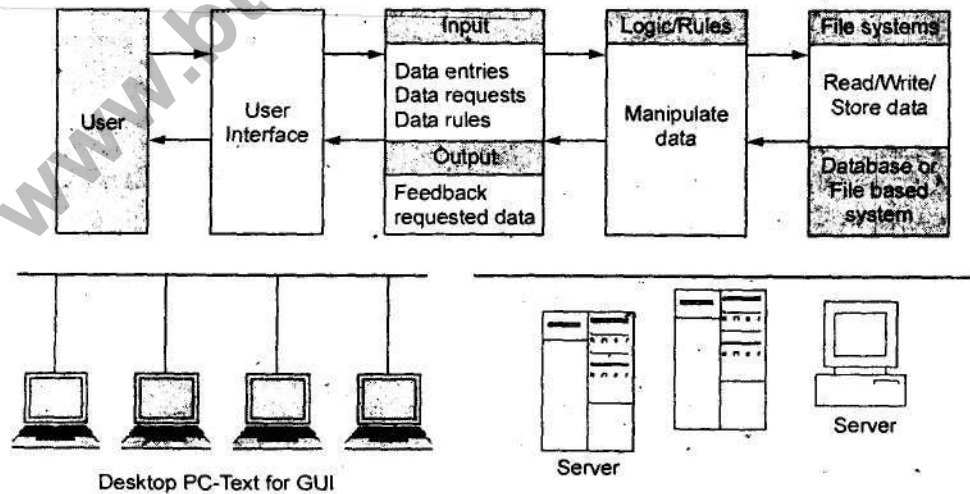 www.b
User
User
Interface
Input
Data entries
Data requests
Data rules
Output
Feedback
requested data
Logic/Rules
Manipulate
data
File systems
Read/Write/
Store data
Database or
File based
system
Desktop PC-Text for GUI
Server
Server